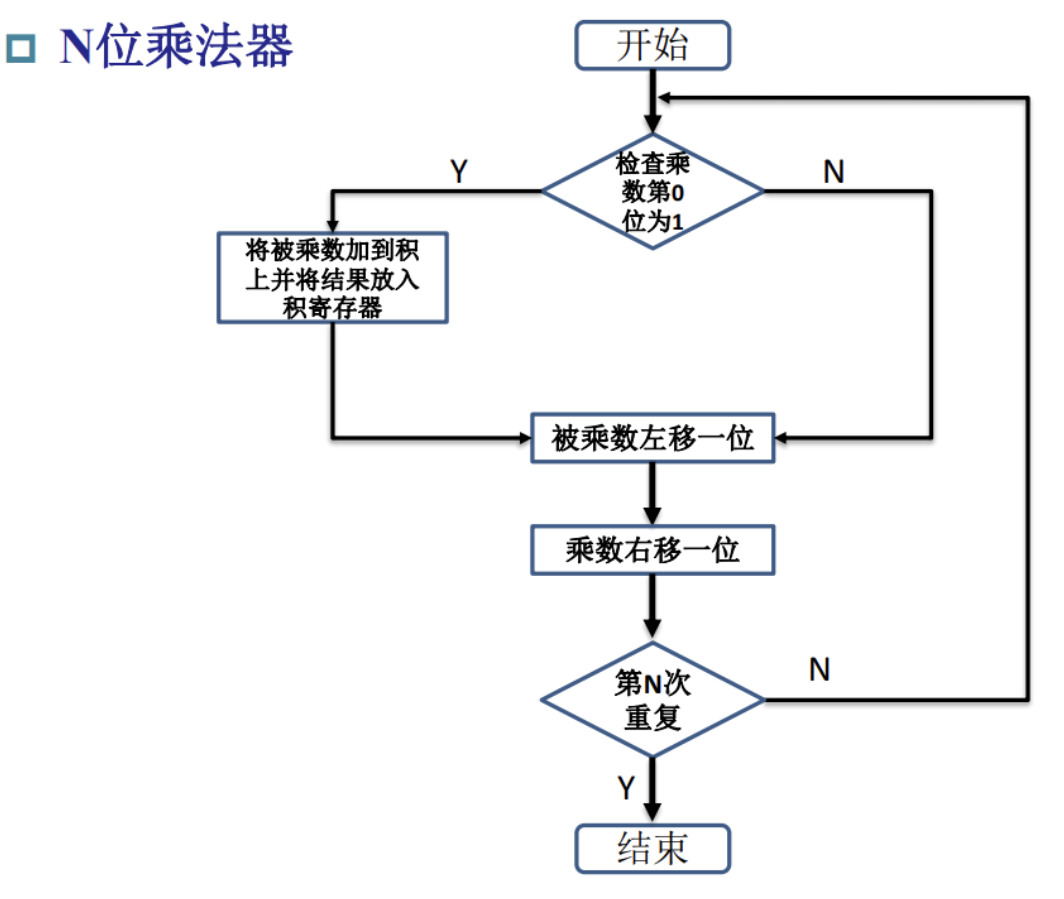 N位乘法器
开始
检查乘
数第0
位为1
Y
N
将被乘数加到积
上并将结果放入
积寄存器
被乘数左移一位
乘数右移一位
第N次
重复
N
Y
结束